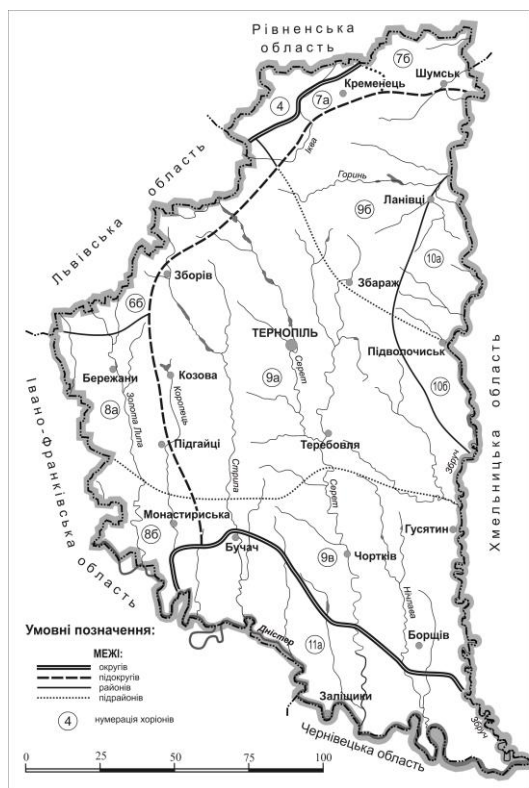 Рівненська
область
7б
Шумськ
Кременець
4
7а
Іква
Горинь
Ланівці
9б
Львівська область
10а
Збараж
Зборів
6б
ТЕРНОПІЛЬ
Підволочиськ
Хмельницька область
Бережани
Козова
9а
Серет
10б
8а
Золота Липа
Коропець
Івано-Франківська область
Підгайці
Теребовля
Збруч
Стрипа
Серет
Монастириська
8б
Гусятин
Бучач
9в
Чортків
Нічлава
Умовні позначення:
МЕЖІ:
округів
підокругів
районів
підрайонів
4 нумерація хоріонів
Дністер
11а
Борщів
Заліщики
Збруч
Чернівецька область
0 25 50 75 100